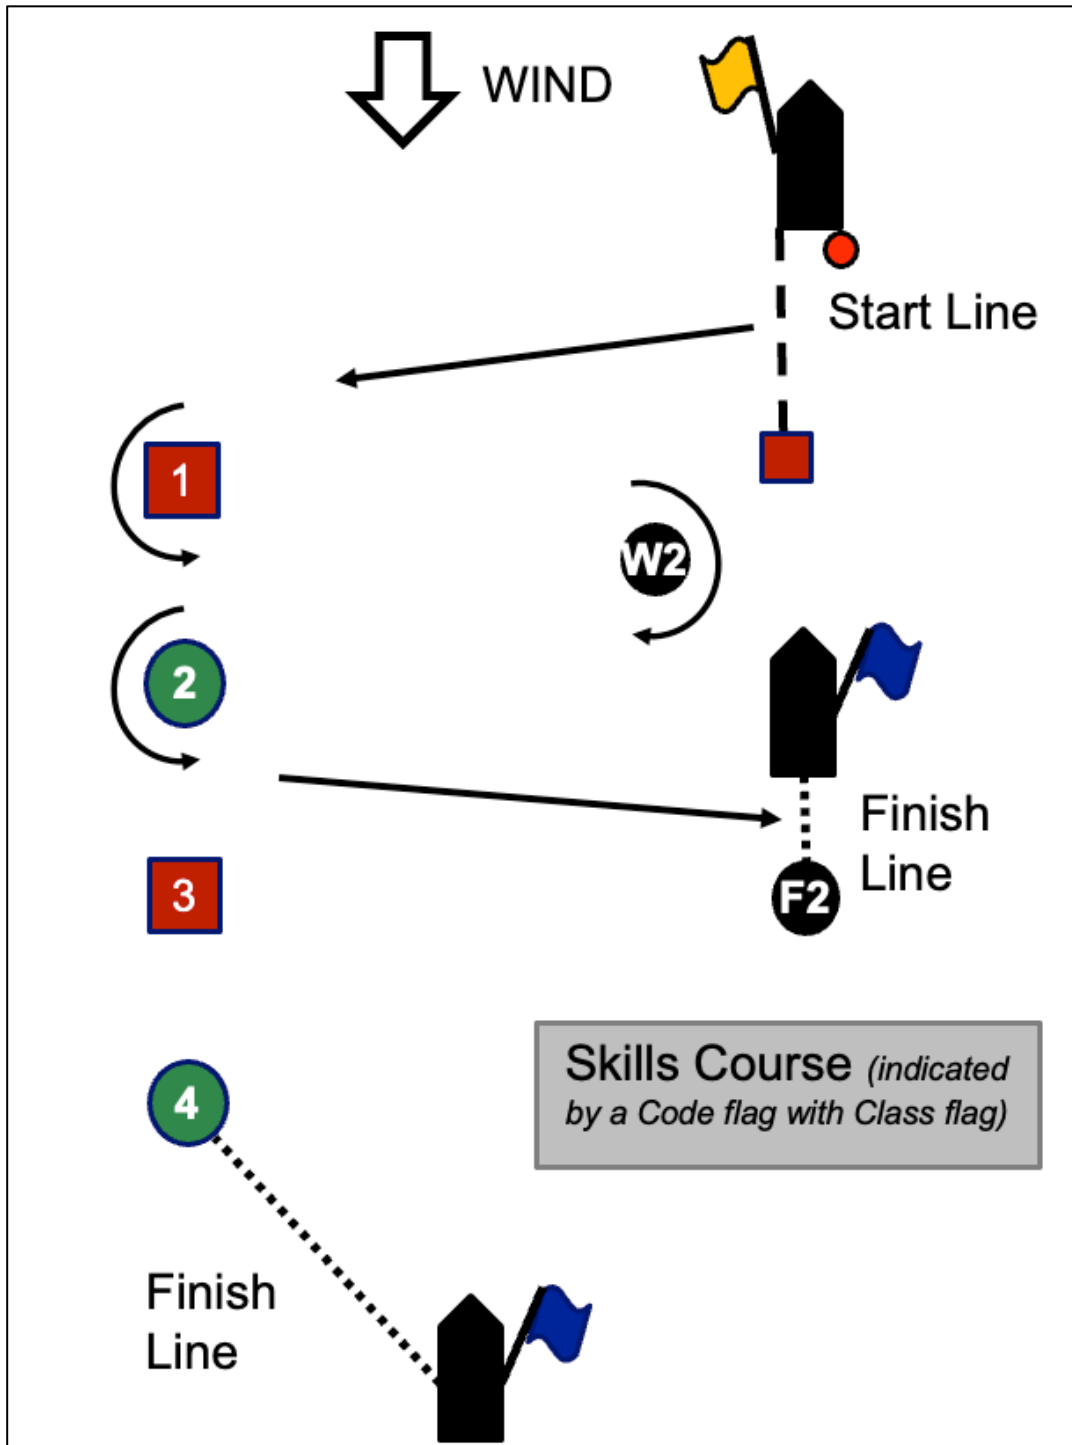 WIND
Start Line
1
W2
2
Finish
Line
3
F2
Skills Course (indicated
by a Code flag with Class flag)
4
Finish
Line